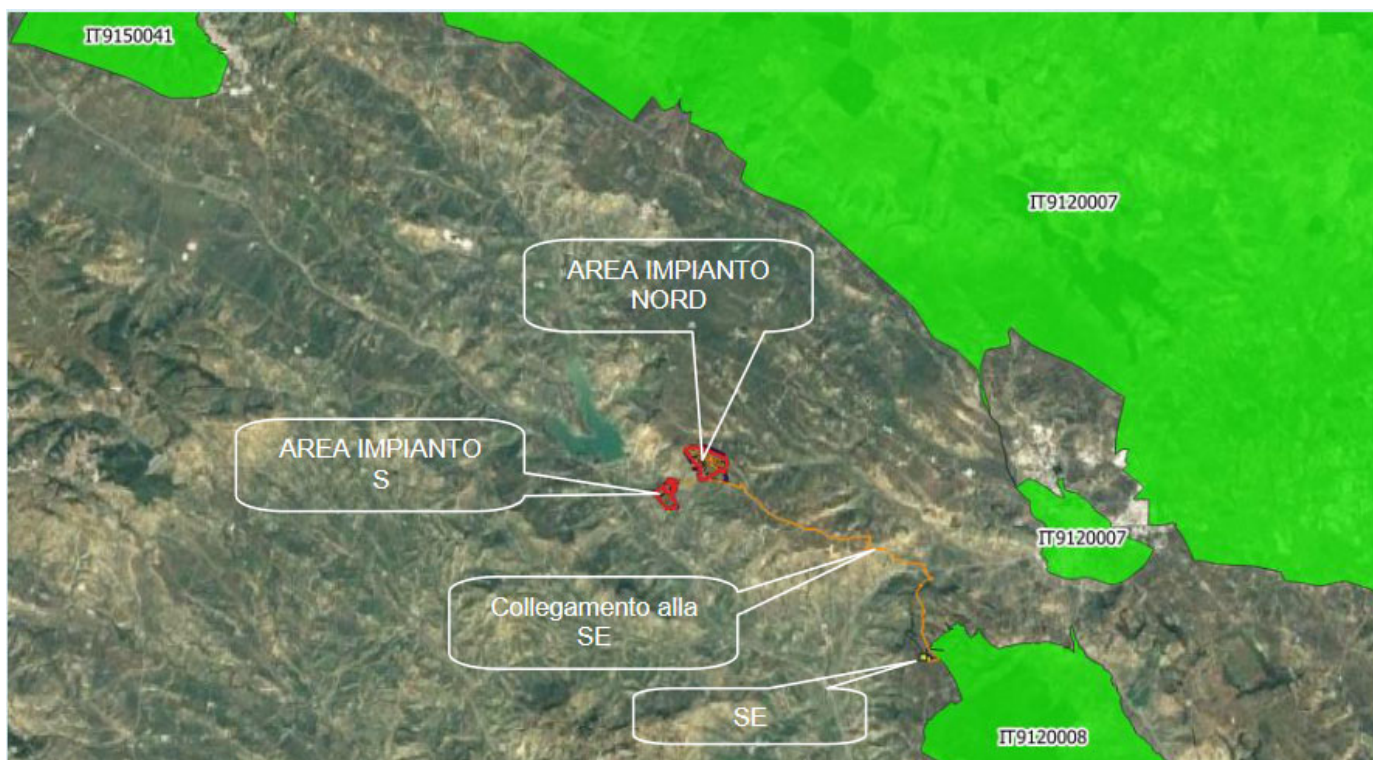 IT9150041
IT9120007
AREA IMPIANTO
NORD
AREA IMPIANTO
S
IT9120007
Collegamento alla
SE
SE
IT9120008